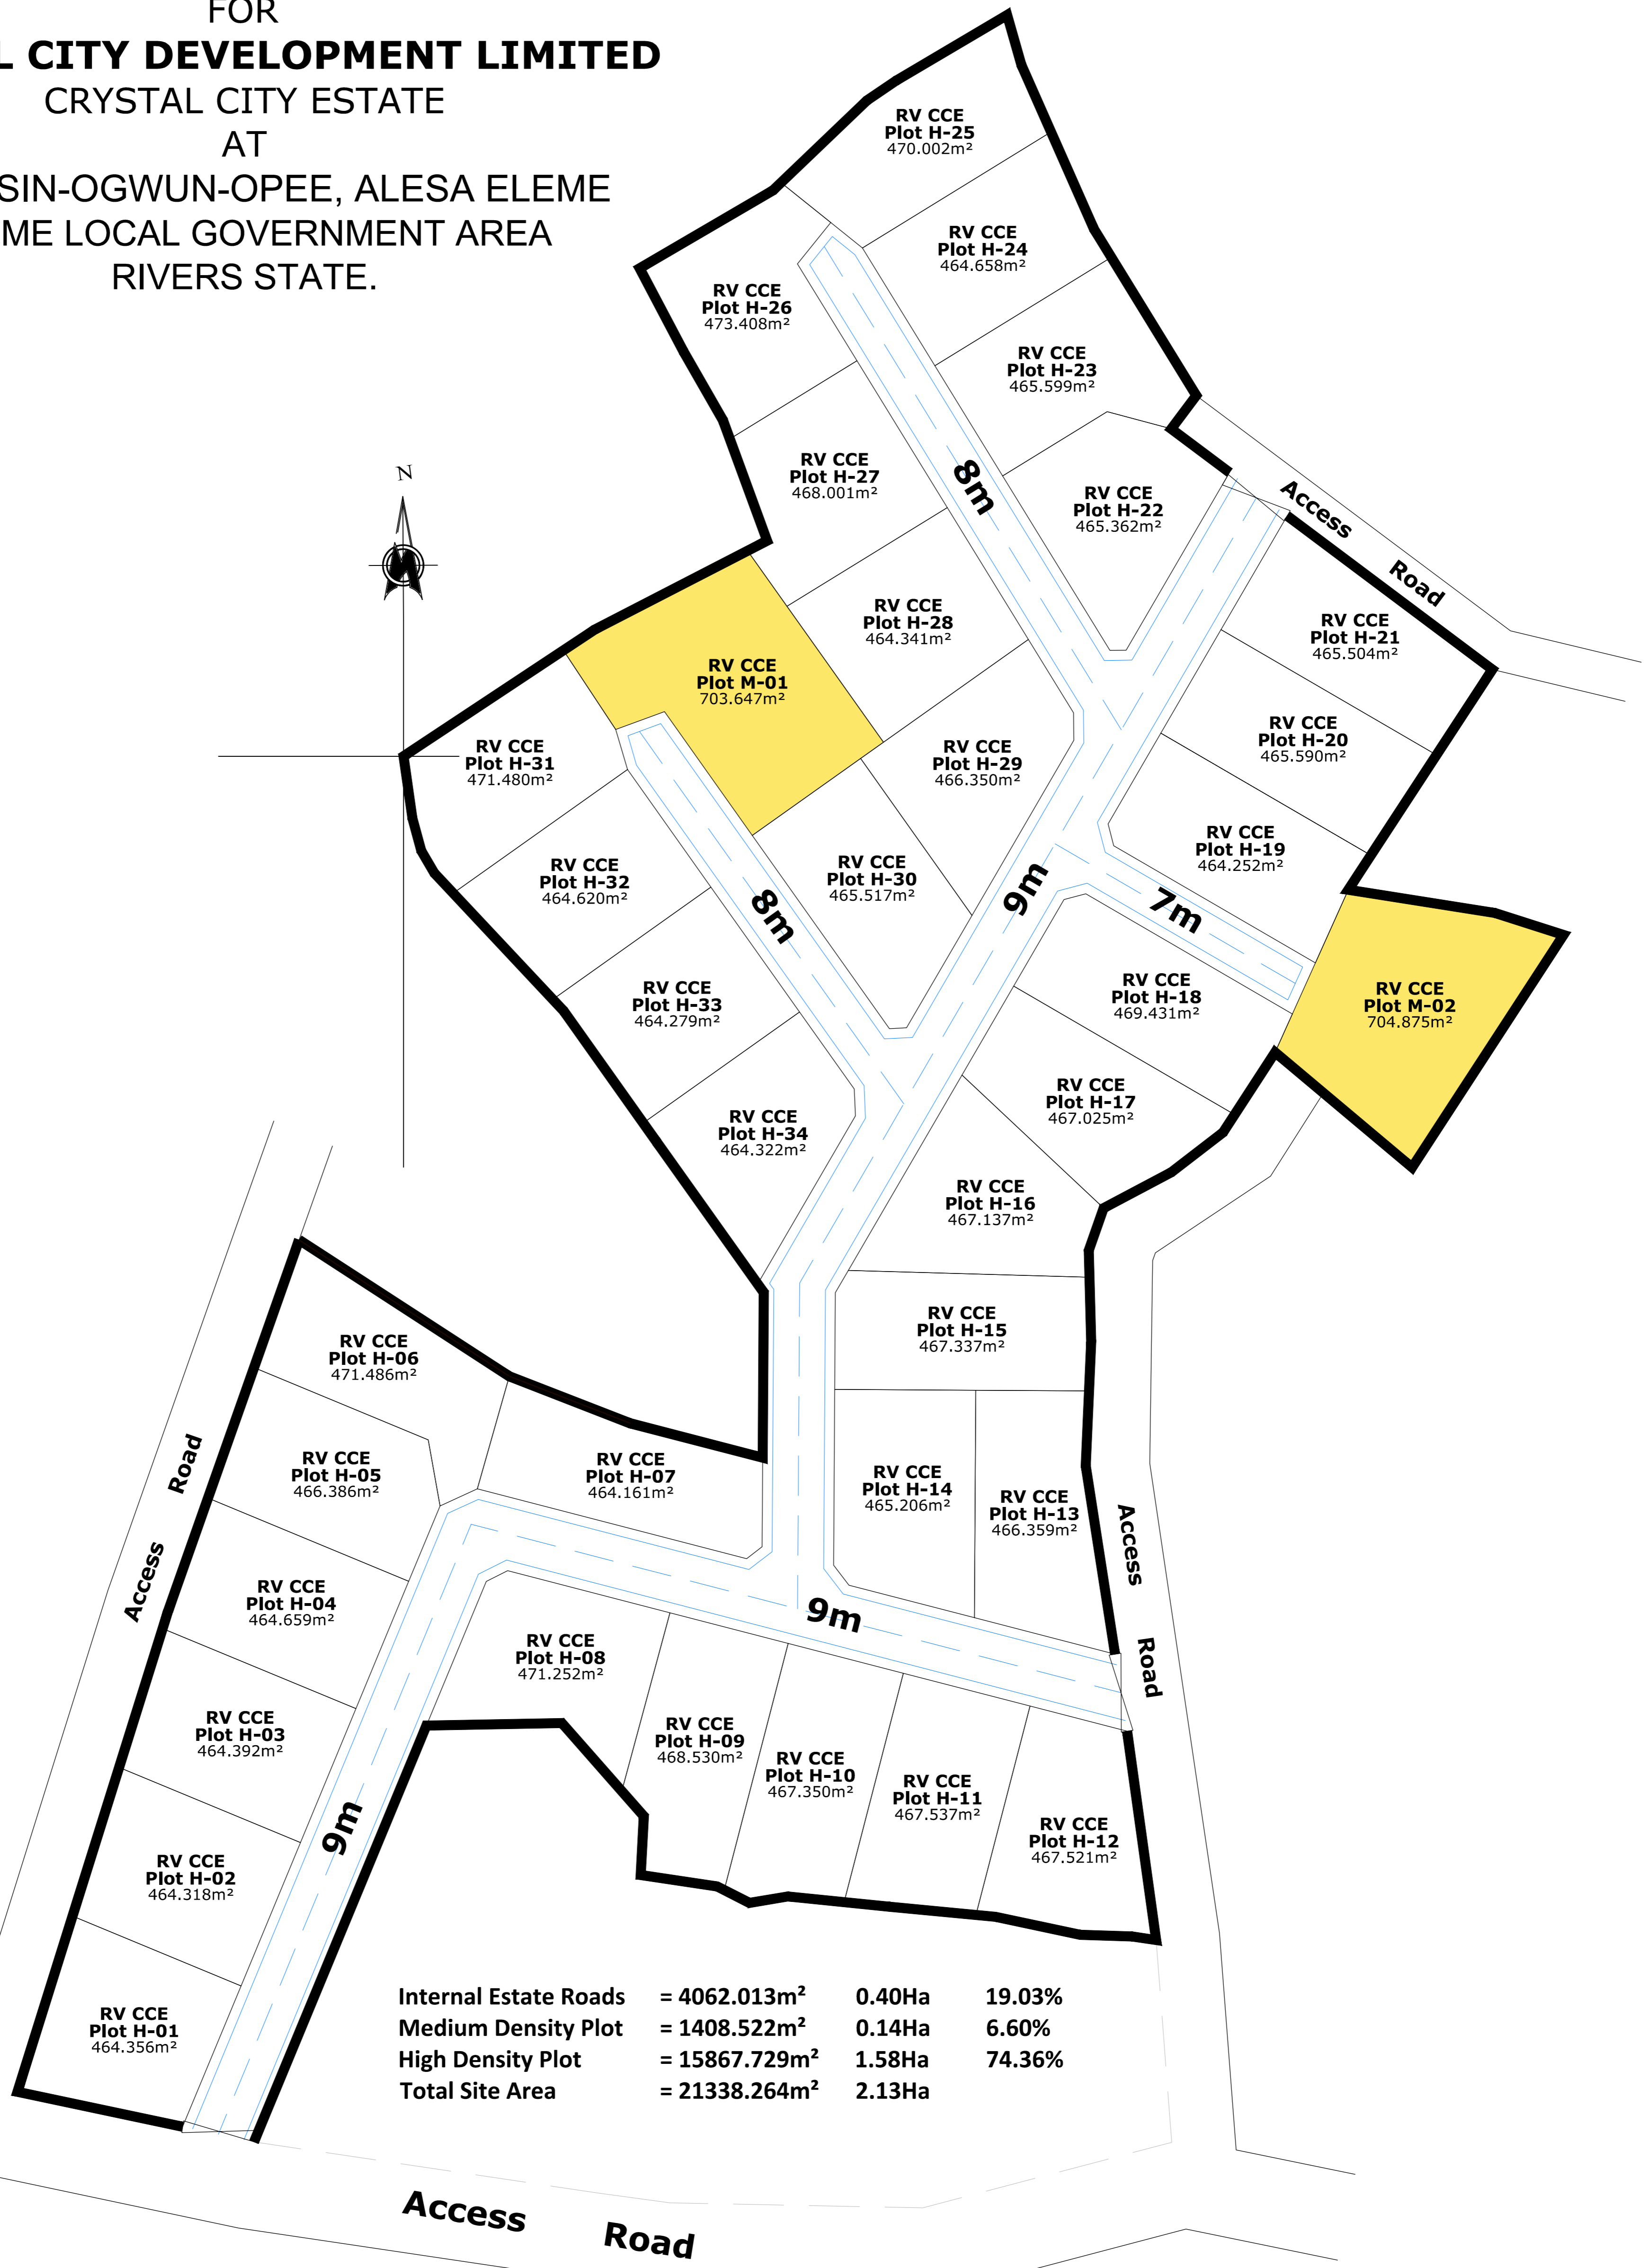 FOR
L CITY DEVELOPMENT LIMITED
CRYSTAL CITY ESTATE
AT
SIN-OGWUN-OPEE, ALESA ELEME
ME LOCAL GOVERNMENT AREA
RIVERS STATE.
RV CCE
Plot H-25
470.002m²
RV CCE
Plot H-24
464.658m²
RV CCE
Plot H-26
473.408m²
RV CCE
Plot H-23
465.599m²
RV CCE
Plot H-27
468.001m²
8m
RV CCE
Plot H-22
465.362m²
Access Road
N
RV CCE
Plot H-28
464.341m²
RV CCE
Plot H-21
465.504m²
RV CCE
Plot M-01
703.647m²
RV CCE
Plot H-20
465.590m²
RV CCE
Plot H-31
471.480m²
RV CCE
Plot H-29
466.350m²
RV CCE
Plot H-19
464.252m²
RV CCE
Plot H-32
464.620m²
RV CCE
Plot H-30
465.517m²
8m
9m
7m
RV CCE
Plot H-33
464.279m²
RV CCE
Plot H-18
469.431m²
RV CCE
Plot M-02
704.875m²
RV CCE
Plot H-34
464.322m²
RV CCE
Plot H-17
467.025m²
RV CCE
Plot H-16
467.137m²
RV CCE
Plot H-15
467.337m²
RV CCE
Plot H-06
471.486m²
RV CCE
Plot H-05
466.386m²
RV CCE
Plot H-07
464.161m²
RV CCE
Plot H-14
465.206m²
RV CCE
Plot H-13
466.359m²
Access Road
Access Road
RV CCE
Plot H-04
464.659m²
9m
RV CCE
Plot H-08
471.252m²
RV CCE
Plot H-03
464.392m²
RV CCE
Plot H-09
468.530m²
RV CCE
Plot H-10
467.350m²
RV CCE
Plot H-11
467.537m²
RV CCE
Plot H-12
467.521m²
9m
RV CCE
Plot H-02
464.318m²
RV CCE
Plot H-01
464.356m²
Internal Estate Roads = 4062.013m² 0.40Ha 19.03%
Medium Density Plot = 1408.522m² 0.14Ha 6.60%
High Density Plot = 15867.729m² 1.58Ha 74.36%
Total Site Area = 21338.264m² 2.13Ha
Access Road